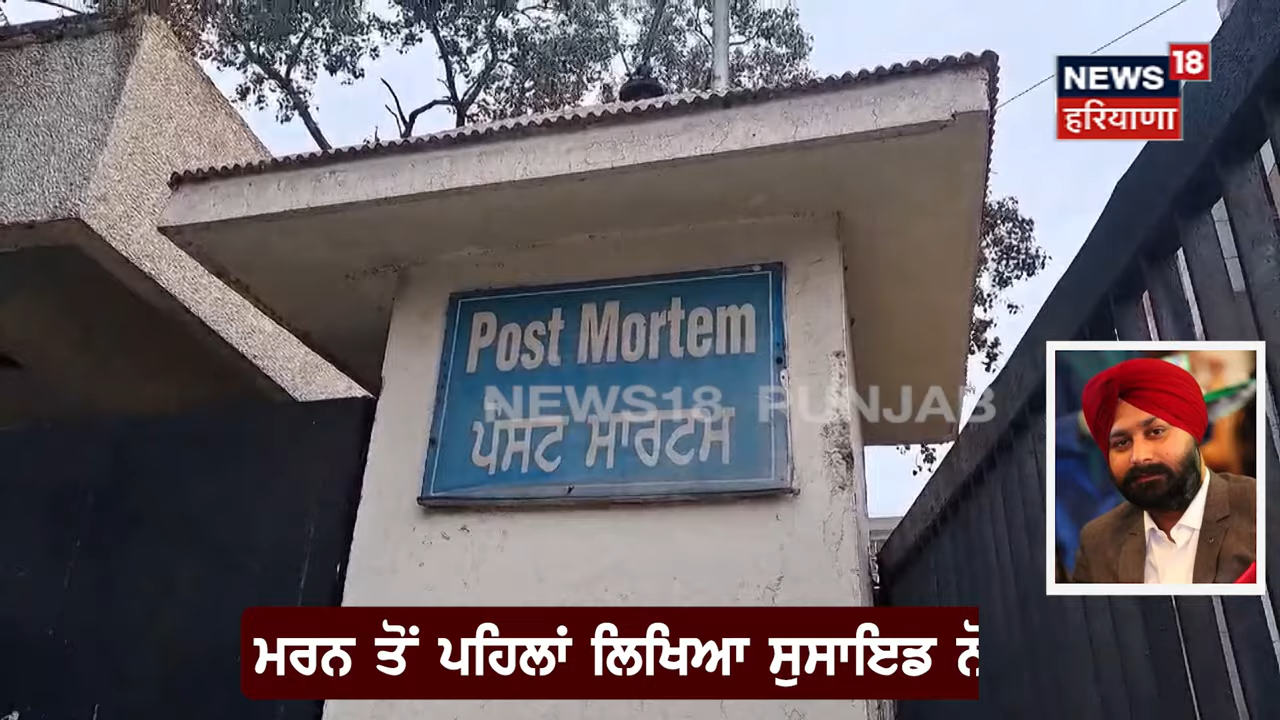 NEWS 18
हरियाणा
Post Mortem
NEWS18 PUNJAB
ਪੋਸਟ ਮਾਰਟਮ
ਮਰਨ ਤੋਂ ਪਹਿਲਾਂ ਲਿਖਿਆ ਸੁਸਾਇਡ